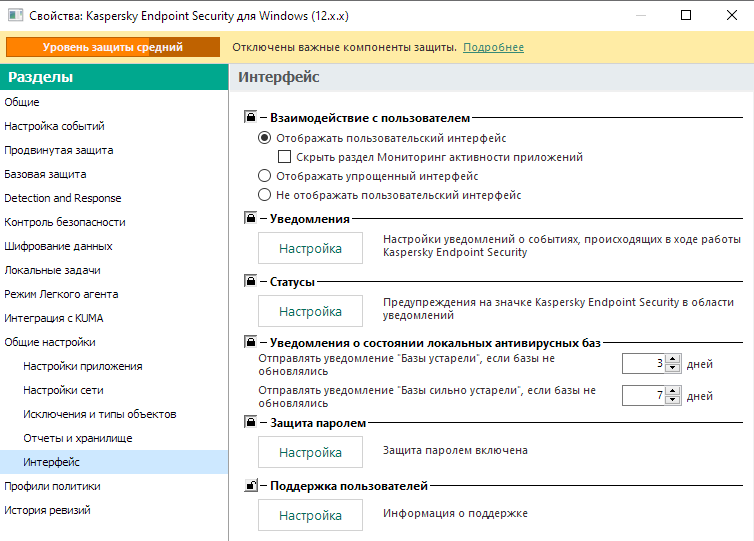 Свойства: Kaspersky Endpoint Security для Windows (12.x.x)
Уровень защиты средний
Отключены важные компоненты защиты. Подробнее
Разделы
Общие
Настройка событий
Продвинутая защита
Базовая защита
Detection and Response
Контроль безопасности
Шифрование данных
Локальные задачи
Режим Легкого агента
Интеграция с KUMA
Общие настройки
Настройки приложения
Настройки сети
Исключения и типы объектов
Отчеты и хранилище
Интерфейс
Профили политики
История ревизий
Интерфейс
Взаимодействие с пользователем
Отображать пользовательский интерфейс
Скрыть раздел Мониторинг активности приложений
Отображать упрощенный интерфейс
Не отображать пользовательский интерфейс
Уведомления
Настройка
Настройки уведомлений о событиях, происходящих в ходе работы
Kaspersky Endpoint Security
Статусы
Настройка
Предупреждения на значке Kaspersky Endpoint Security в области
уведомлений
Уведомления о состоянии локальных антивирусных баз
Отправлять уведомление "Базы устарели", если базы не
обновлялись
3 дней
Отправлять уведомление "Базы сильно устарели", если базы не
обновлялись
7 дней
Защита паролем
Настройка
Защита паролем включена
Поддержка пользователей
Настройка
Информация о поддержке